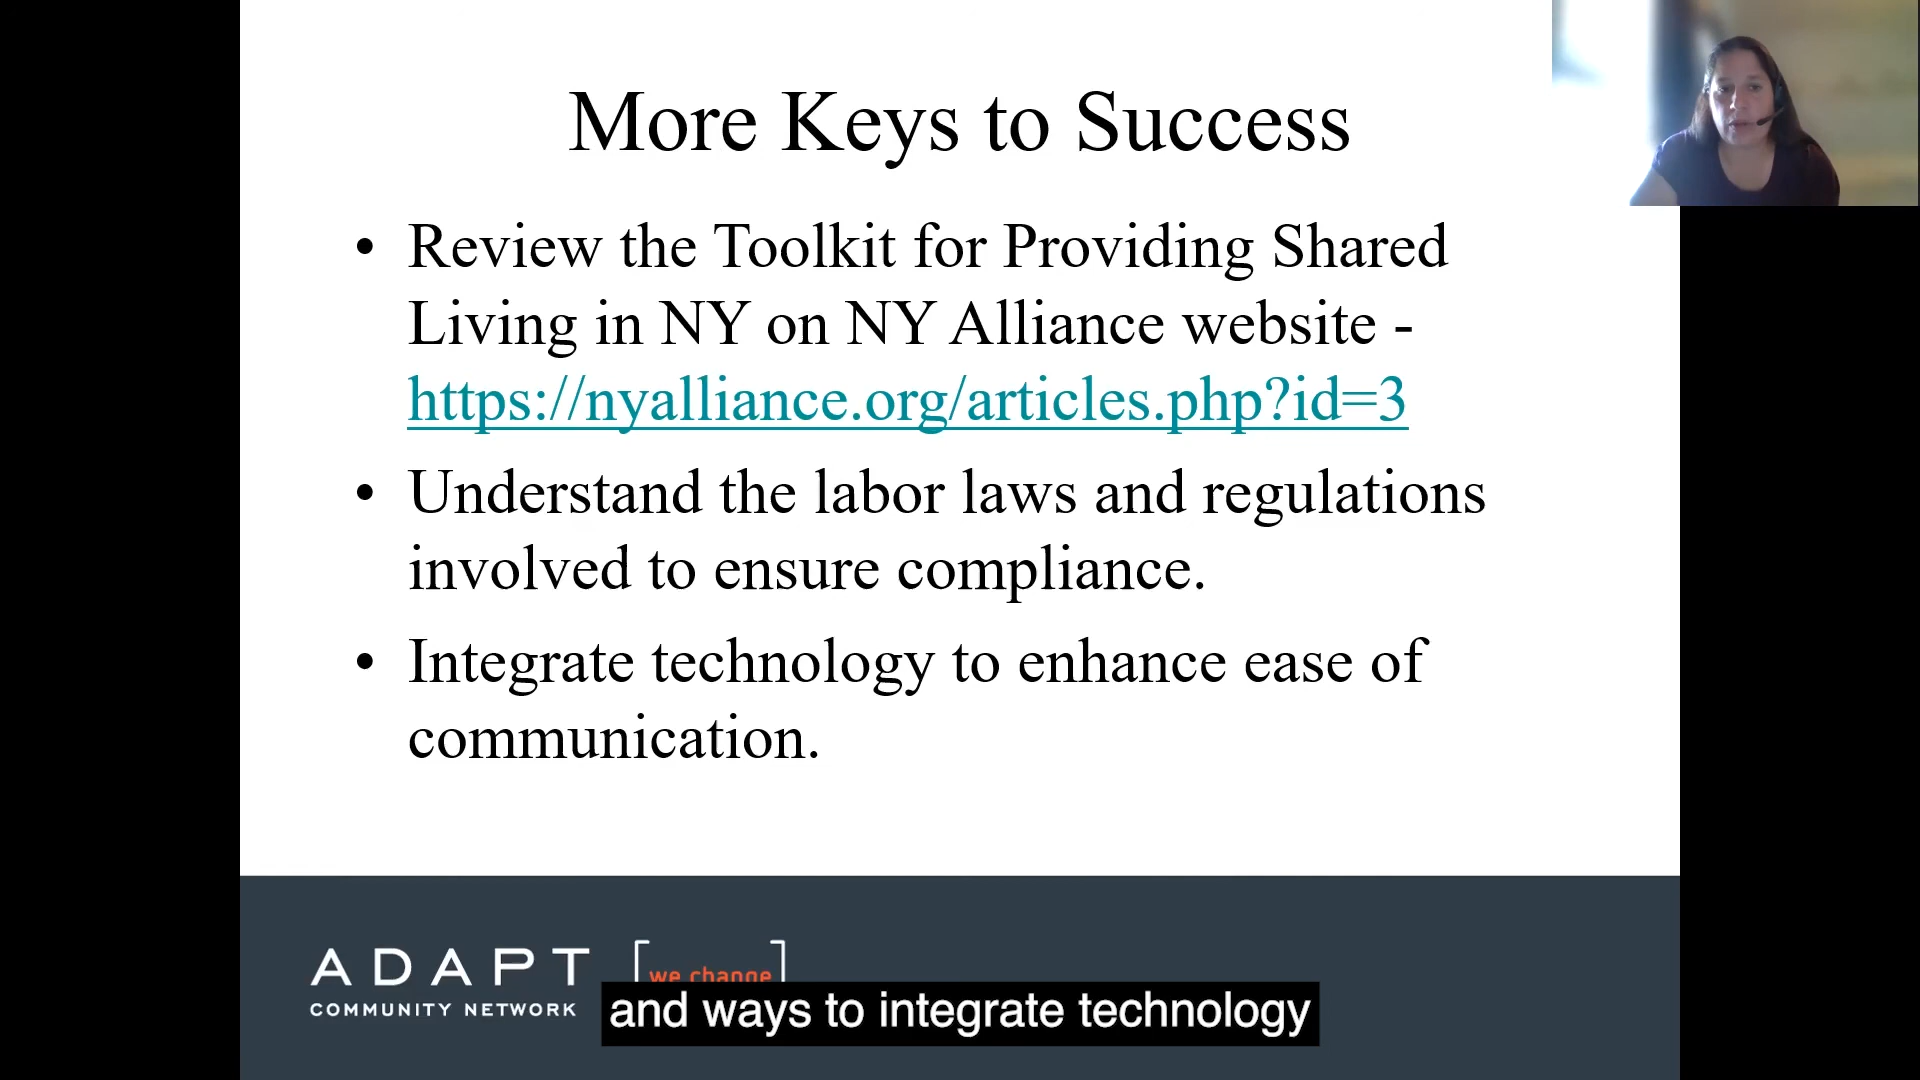 More Keys to Success
• Review the Toolkit for Providing Shared
Living in NY on NY Alliance website -
https://nyalliance.org/articles.php?id=3
• Understand the labor laws and regulations
involved to ensure compliance.
• Integrate technology to enhance ease of
communication.
ADAPT
COMMUNITY NETWORK
we change
and ways to integrate technology